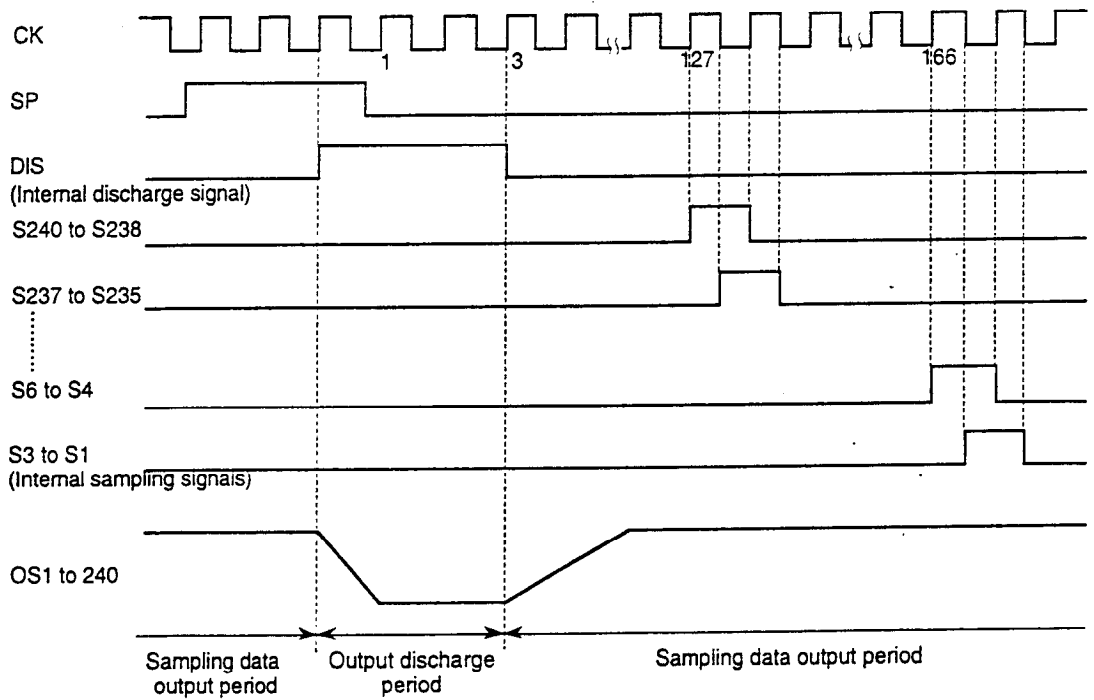 CK
1
3
127
166
SP
DIS
(Internal discharge signal)
S240 to S238
S237 to S235
S6 to S4
S3 to S1
(Internal sampling signals)
OS1 to 240
Sampling data
output period
Output discharge
period
Sampling data output period